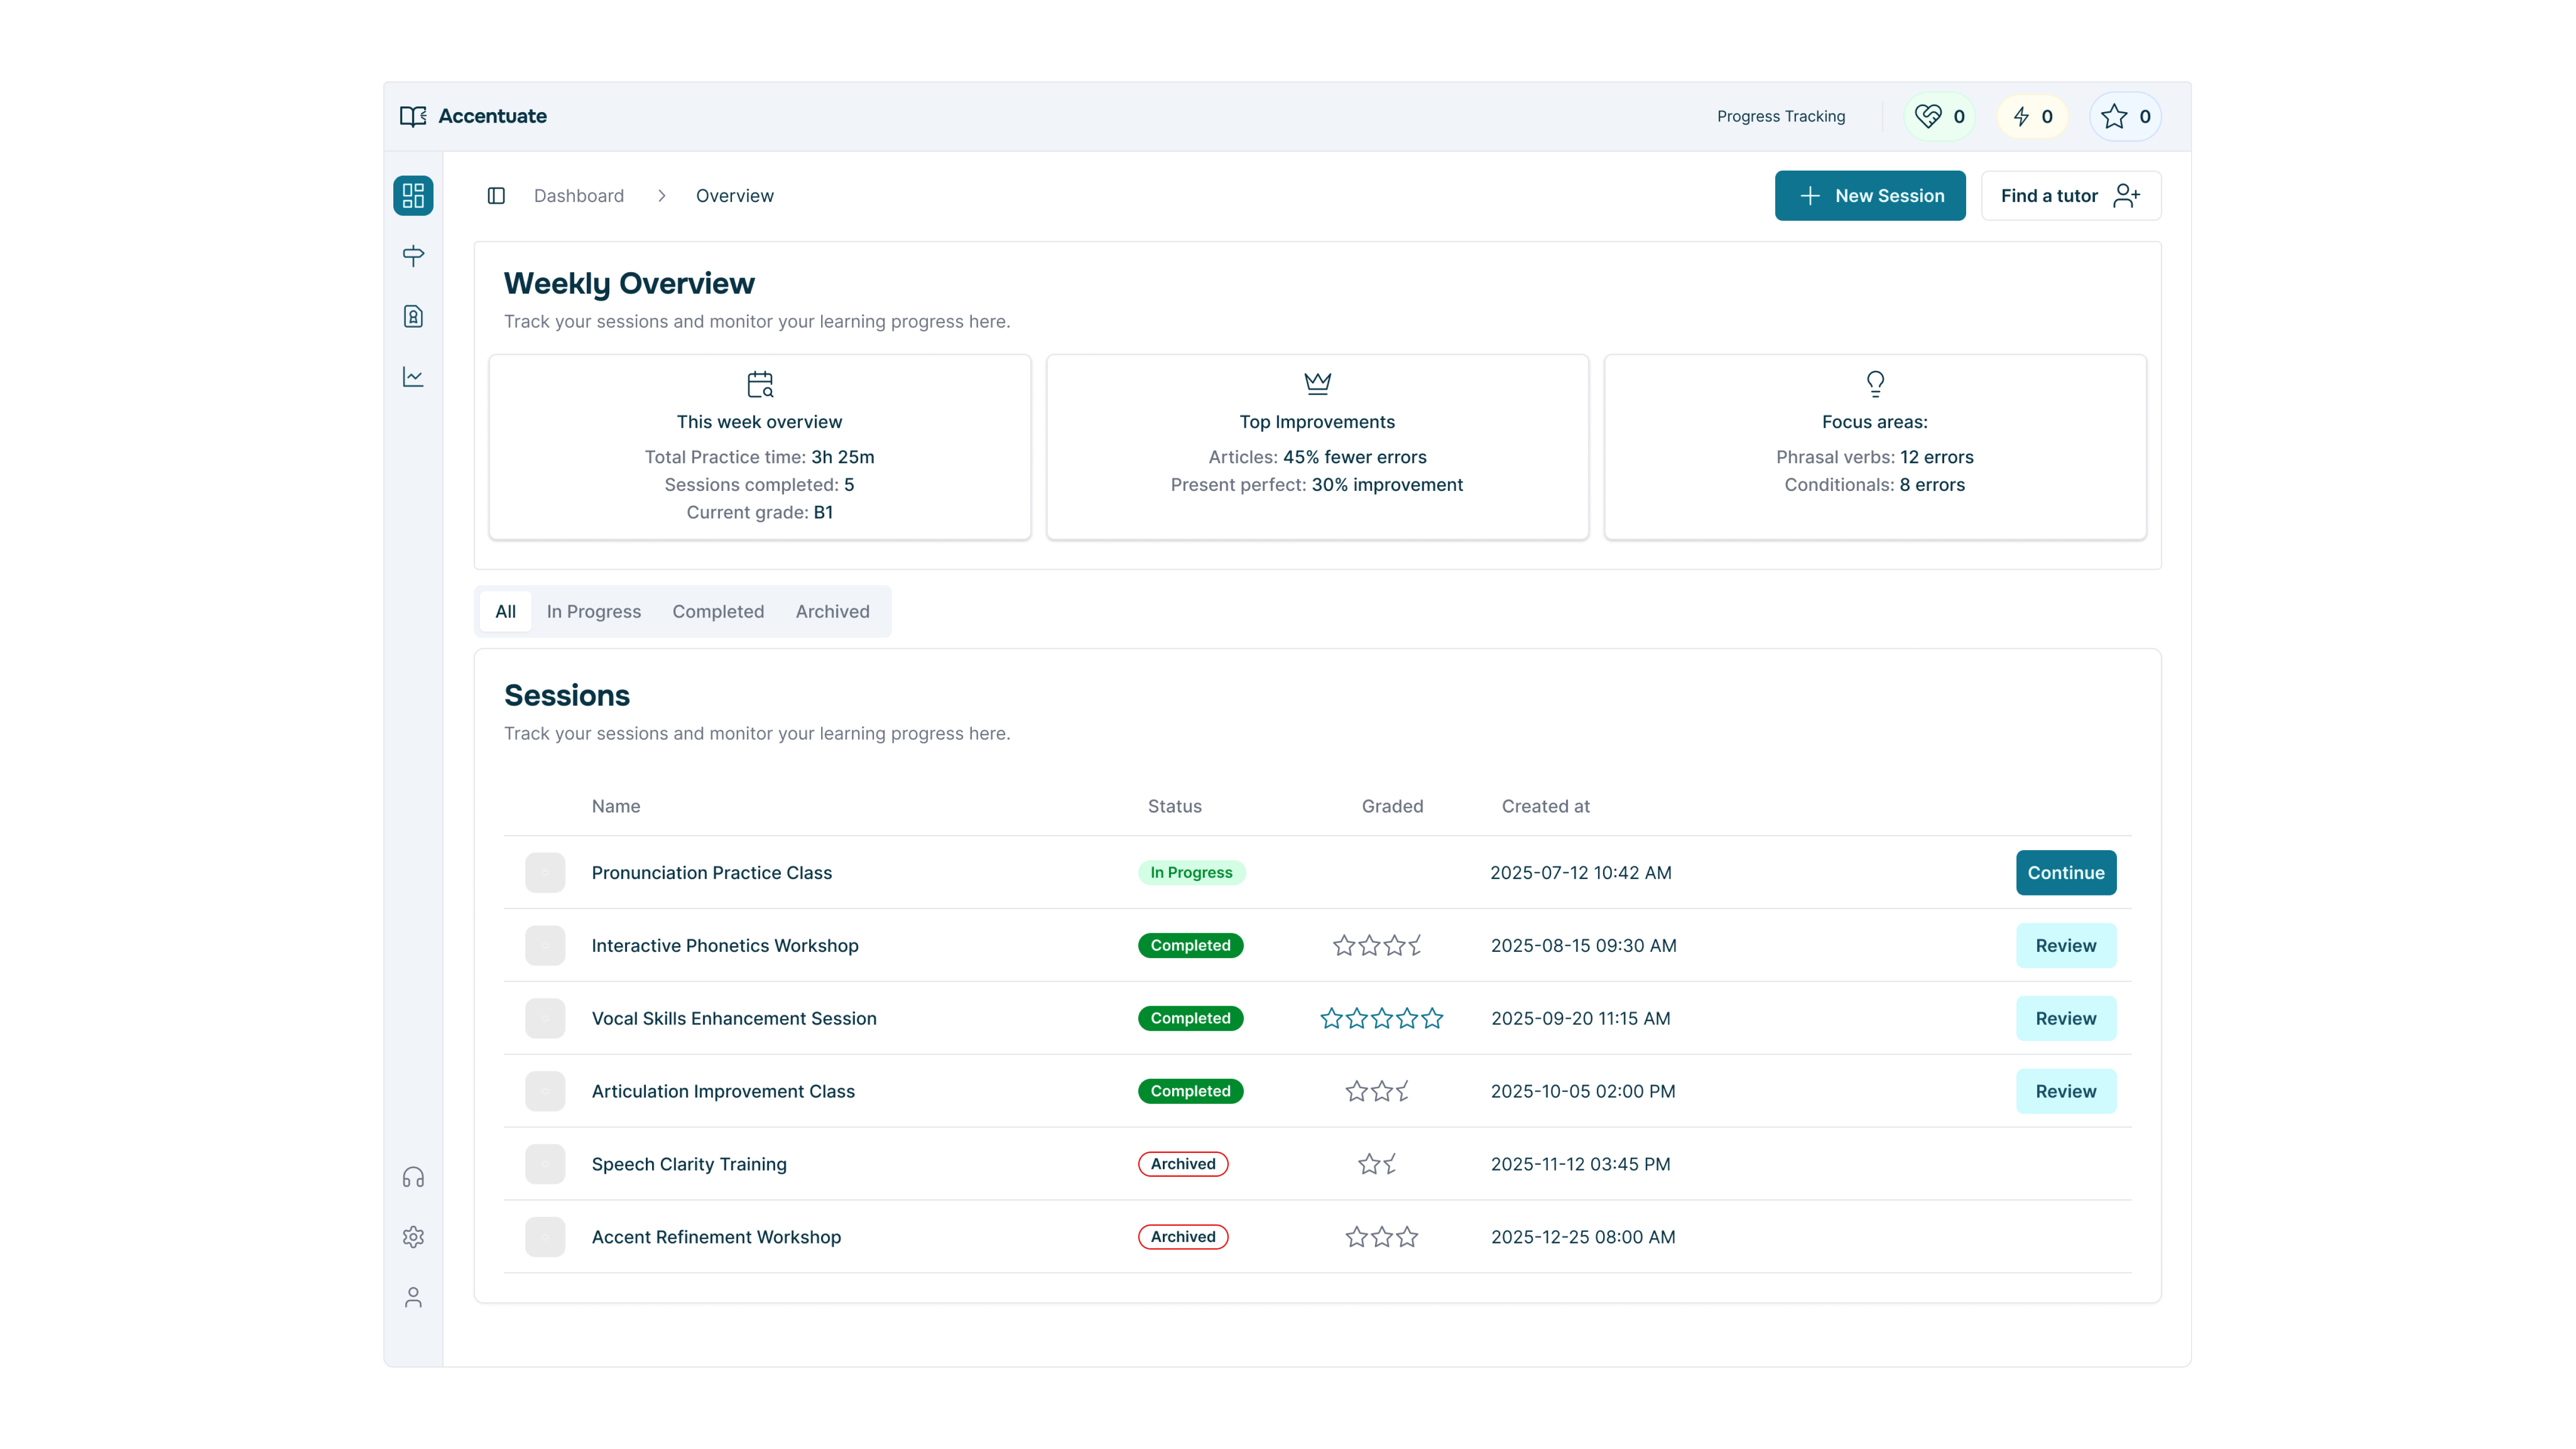 Accentuate
Progress Tracking
0
0
0
Dashboard
Overview
New Session
Find a tutor
Weekly Overview
Track your sessions and monitor your learning progress here.
This week overview
Total Practice time: 3h 25m
Sessions completed: 5
Current grade: B1
Top Improvements
Articles: 45% fewer errors
Present perfect: 30% improvement
Focus areas:
Phrasal verbs: 12 errors
Conditionals: 8 errors
All In Progress Completed Archived
Sessions
Track your sessions and monitor your learning progress here.
Name Status Graded Created at
Pronunciation Practice Class In Progress 2025-07-12 10:42 AM Continue
Interactive Phonetics Workshop Completed 2025-08-15 09:30 AM Review
Vocal Skills Enhancement Session Completed 2025-09-20 11:15 AM Review
Articulation Improvement Class Completed 2025-10-05 02:00 PM Review
Speech Clarity Training Archived 2025-11-12 03:45 PM
Accent Refinement Workshop Archived 2025-12-25 08:00 AM